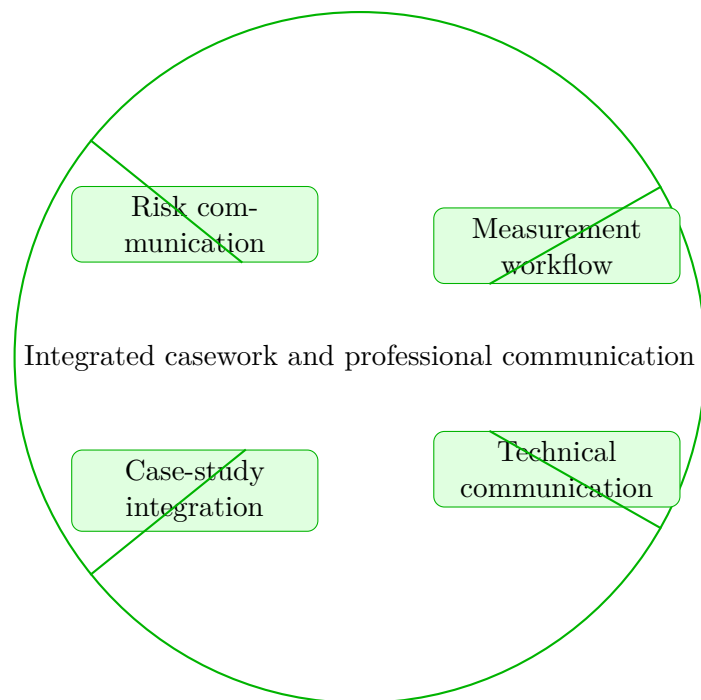 Risk com-
munication
Measurement
workflow
Integrated casework and professional communication
Case-study
integration
Technical
communication